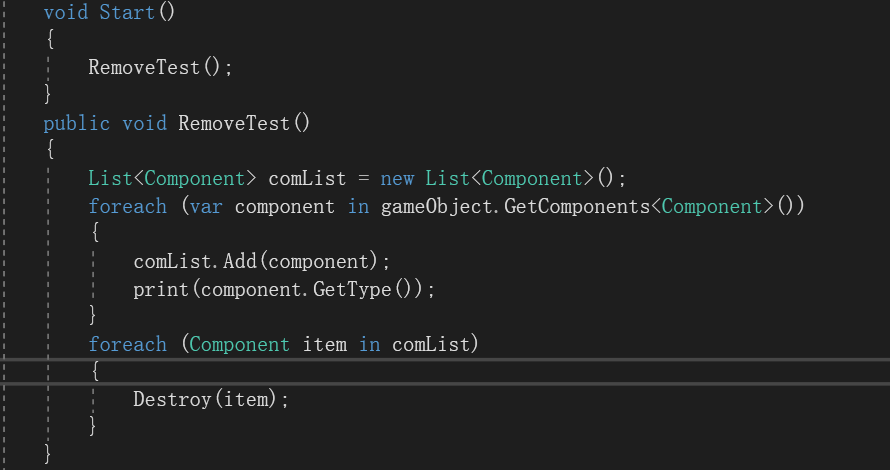 void Start()
{
RemoveTest();
}
public void RemoveTest()
{
List<Component> comList = new List<Component>();
foreach (var component in gameObject.GetComponents<Component>())
{
comList.Add(component);
print(component.GetType());
}
foreach (Component item in comList)
{
Destroy(item);
}
}